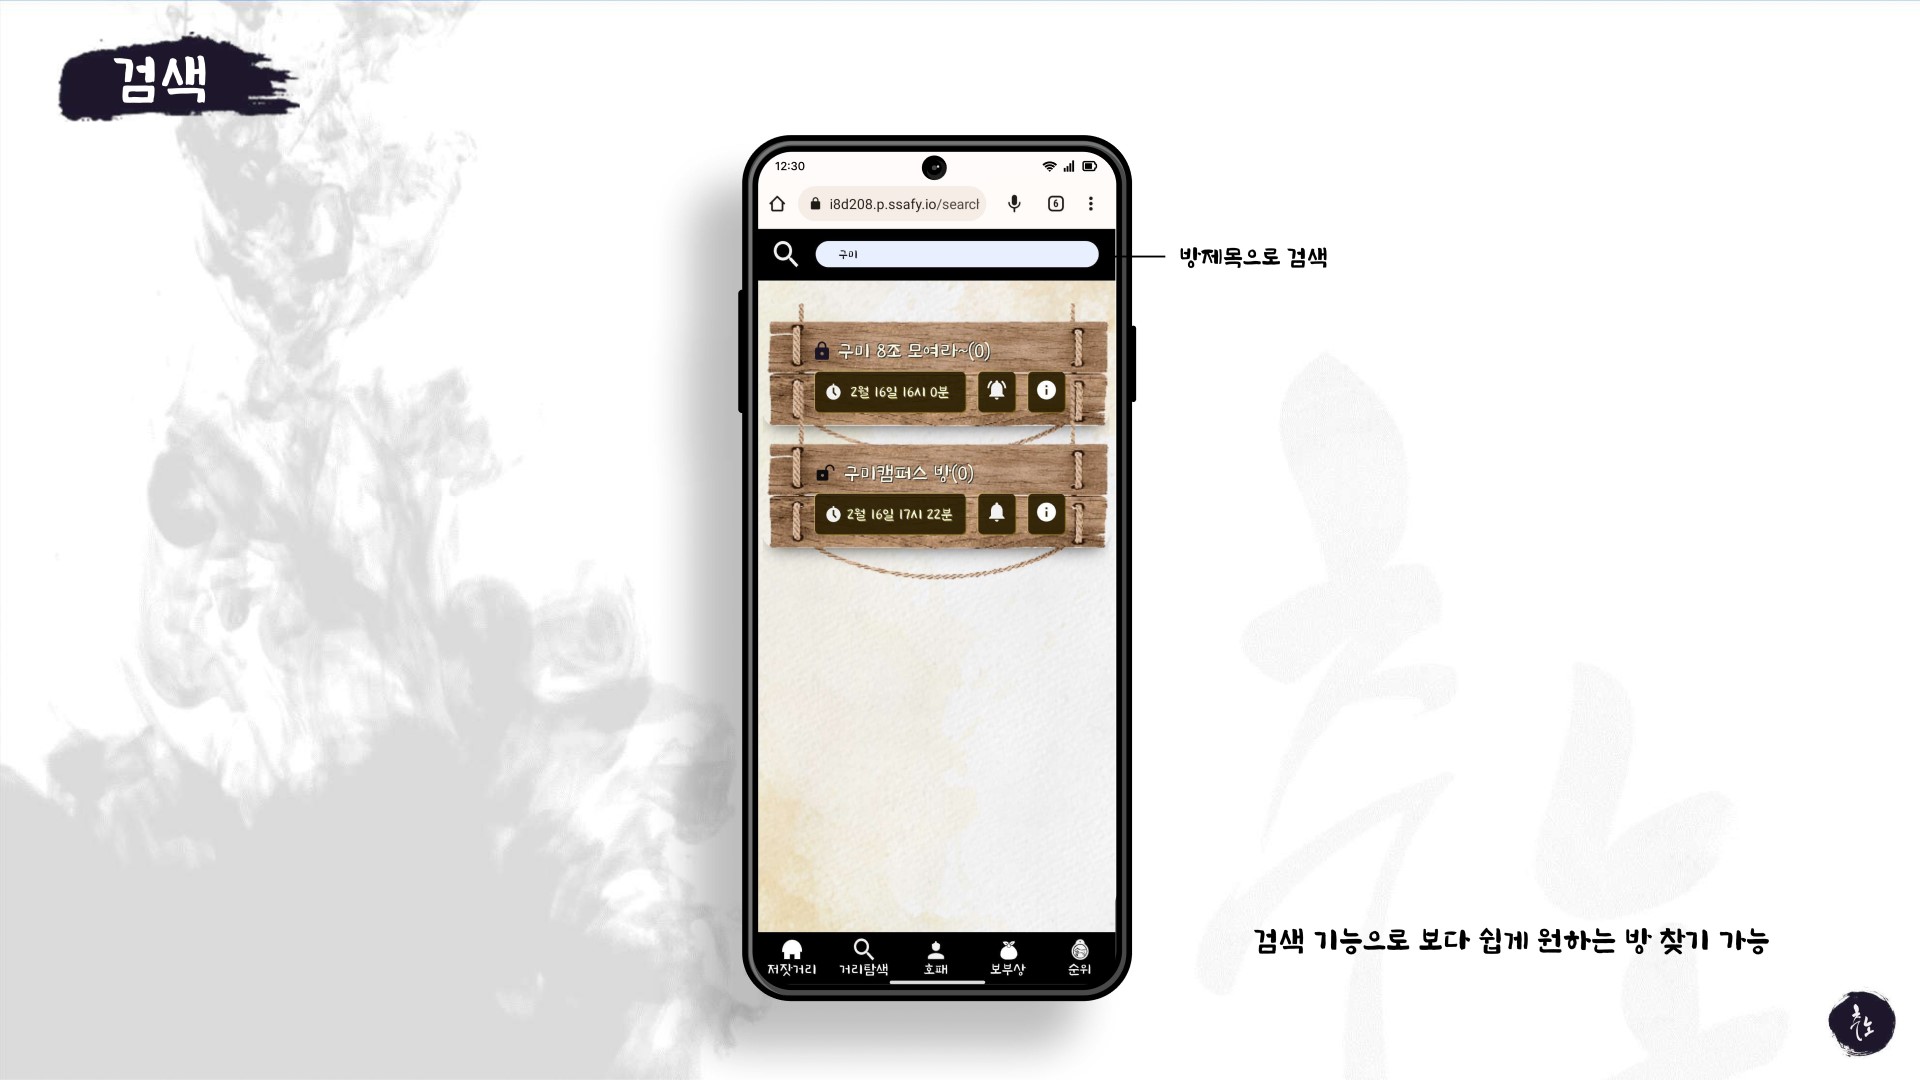 검색
12:30
i8d208.p.ssafy.io/search
6
구미
방제목으로 검색
구미 8조 모여라~(0)
2월 16일 16시 0분
구미캠퍼스 방(0)
2월 16일 17시 22분
검색 기능으로 보다 쉽게 원하는 방 찾기 가능
저잣거리 거리탐색 호패 보부상 순위
추노